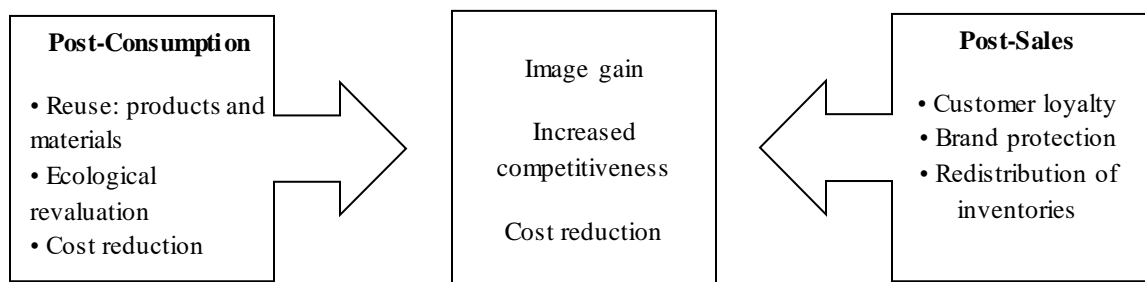 Post-Consumption
• Reuse: products and
materials
• Ecological
revaluation
• Cost reduction
Image gain
Increased
competitiveness
Cost reduction
Post-Sales
• Customer loyalty
• Brand protection
• Redistribution of
inventories